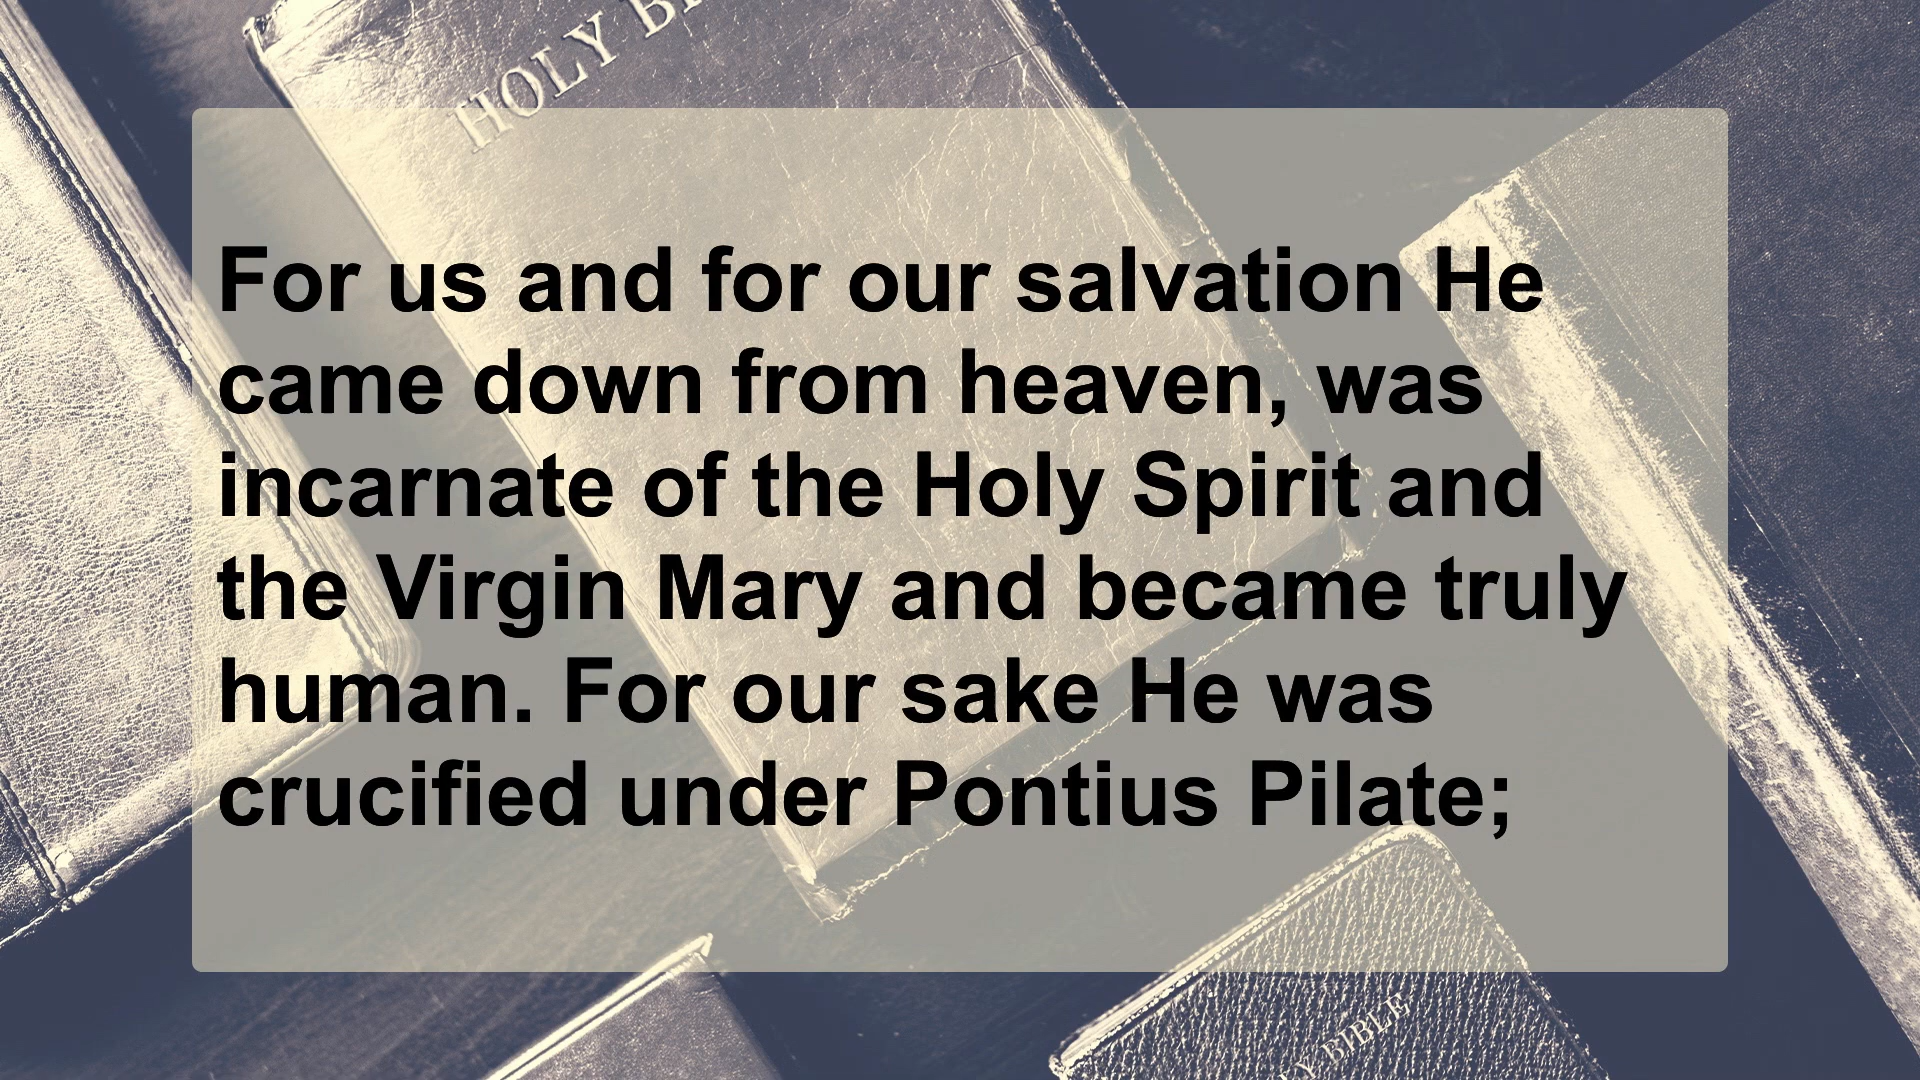 HOLY
For us and for our salvation He
came down from heaven, was
incarnate of the Holy Spirit and
the Virgin Mary and became truly
human. For our sake He was
crucified under Pontius Pilate;
BIBLE